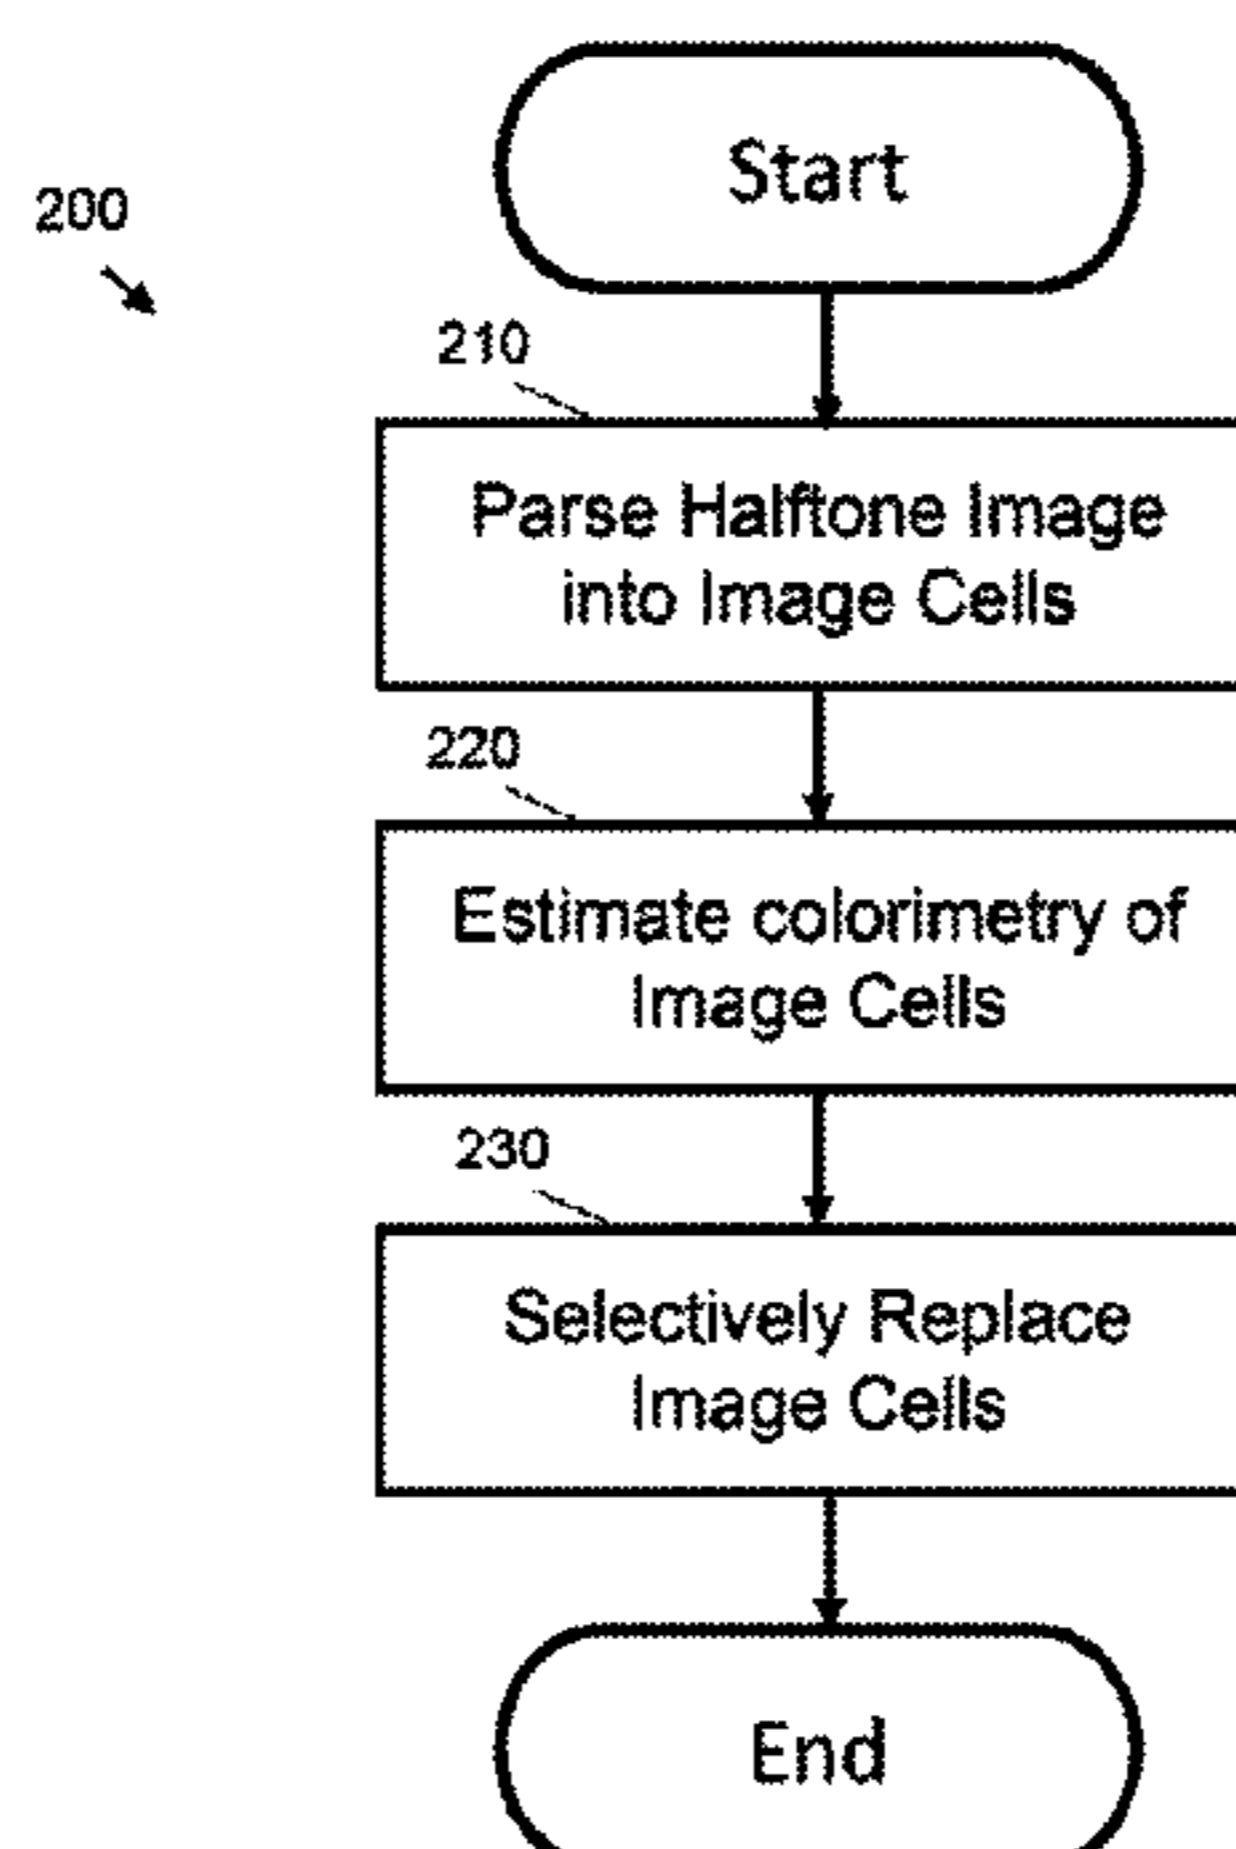 Start
200
210
Parse Halftone Image
into Image Cells
220
Estimate colorimetry of
Image Cells
230
Selectively Replace
Image Cells
End